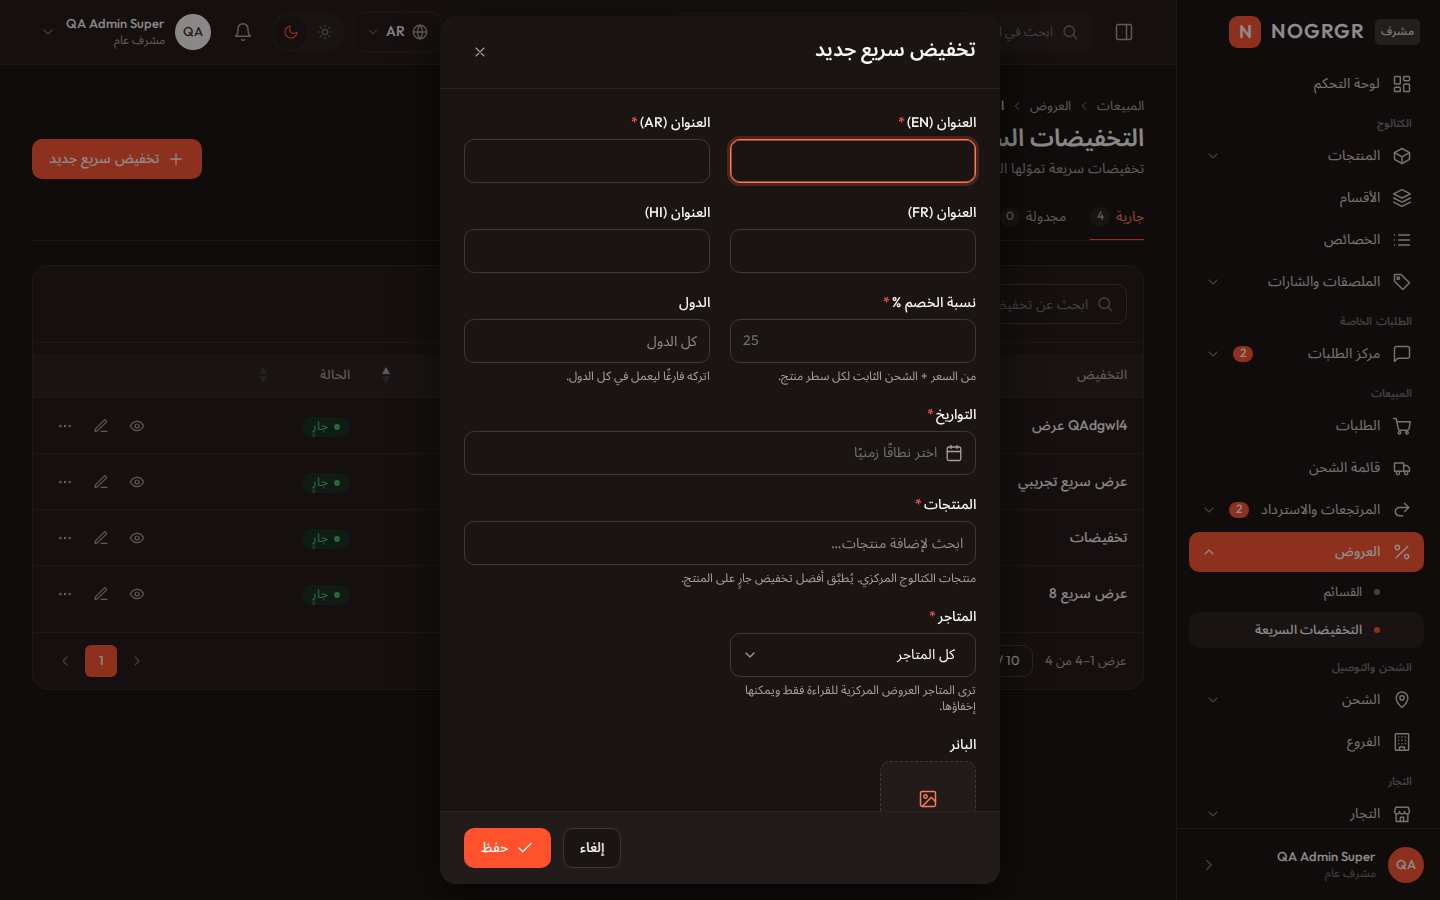 مشرف
NOGRGR
N
لوحة التحكم
الكتالوج
المنتجات
الأقسام
الخصائص
الملصقات والشارات
الطلبات الخاصة
مركز الطلبات
2
المبيعات
الطلبات
قائمة الشحن
المرتجعات والاسترداد
2
العروض
القسائم
التخفيضات السريعة
الشحن والتوصيل
الشحن
الفروع
التجار
التجار
QA
QA Admin Super
مشرف عام
ابحث في
AR
QA
QA Admin Super
مشرف عام
المبيعات
العروض
التخفيضات
تخفيضات سريعة تموّلها
تخفيض سريع جديد
جارية
4
مجدولة
0
ابحث عن
التخفيض
الحالة
عرض QAdgwl4
جارٍ
عرض سريع تجريبي
جارٍ
تخفيضات
جارٍ
عرض سريع 8
جارٍ
عرض 1–4 من 4
10 /
1
تخفيض سريع جديد
العنوان (EN) *
العنوان (AR) *
العنوان (FR)
العنوان (HI)
نسبة الخصم % *
25
من السعر + الشحن الثابت لكل سطر منتج.
الدول
كل الدول
اتركه فارغًا ليعمل في كل الدول.
التواريخ *
اختر نطاقًا زمنيًا
المنتجات *
ابحث لإضافة منتجات...
منتجات الكتالوج المركزي. يُطبَّق أفضل تخفيض جارٍ على المنتج.
المتاجر *
كل المتاجر
ترى المتاجر العروض المركزية للقراءة فقط ويمكنها
إخفاؤها.
البانر
إلغاء
حفظ